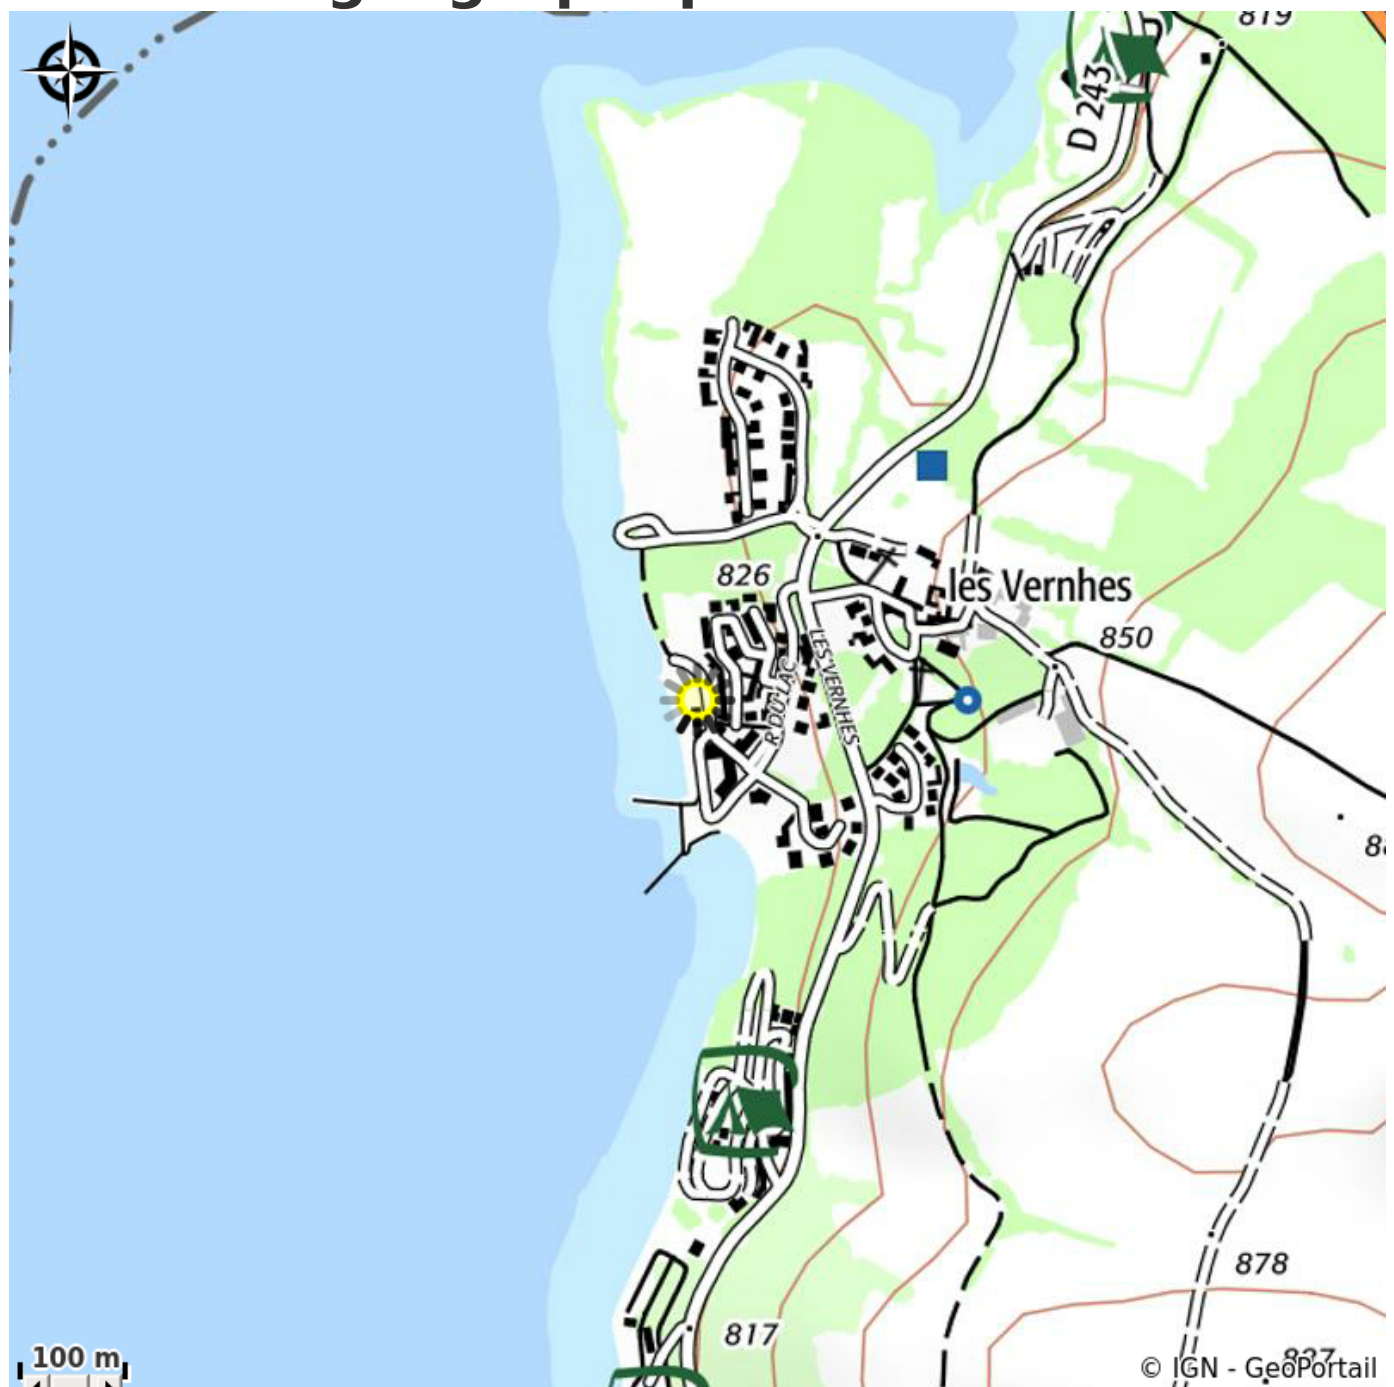 819
D 243
826
les Vernhes
850
LES VERNHES
R DU LAC
878
817
100 m
© IGN - GeoPortail